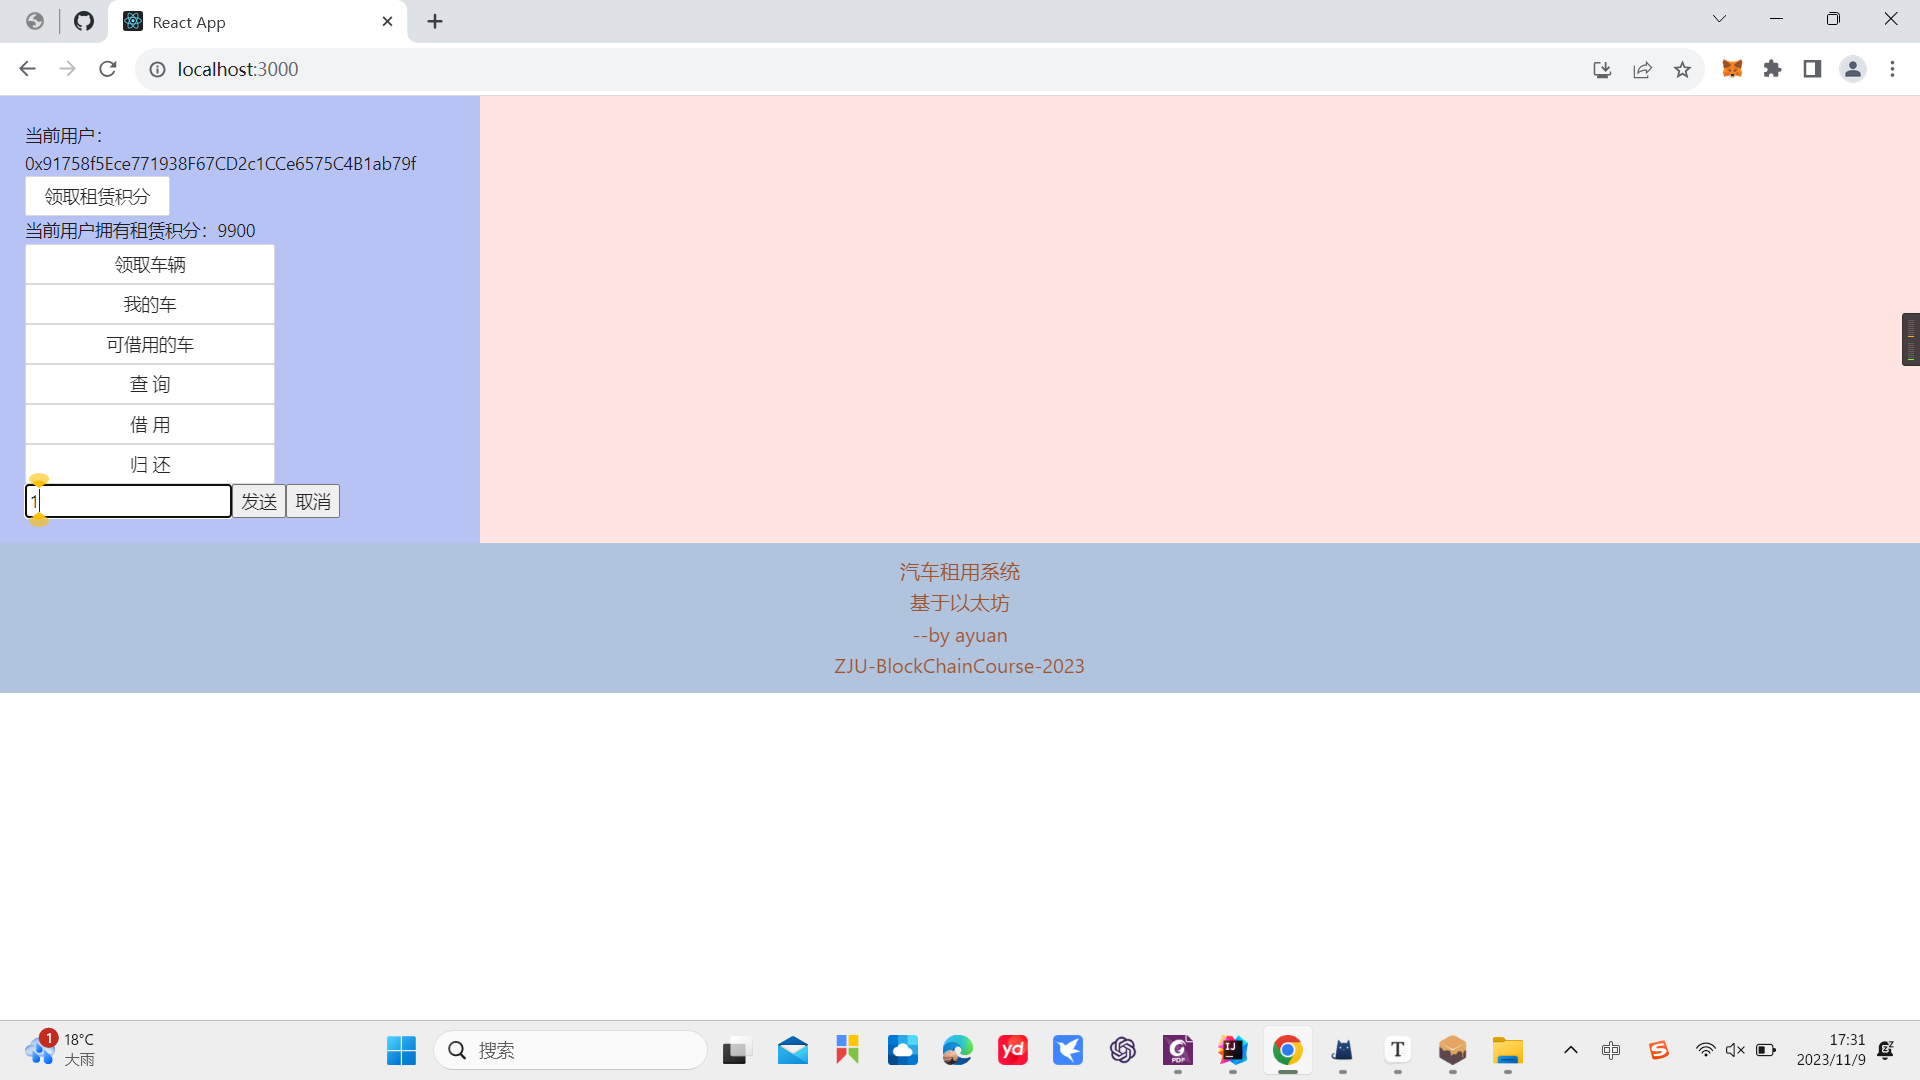 React App
localhost:3000
当前用户：
0x91758f5Ece771938F67CD2c1CCe6575C4B1ab79f
领取租赁积分
当前用户拥有租赁积分：9900
领取车辆
我的车
可借用的车
查 询
借 用
归 还
1 发送 取消
汽车租用系统
基于以太坊
--by ayuan
ZJU-BlockChainCourse-2023
1
18°C
大雨
搜索
yd
G
PDF
IJ
T
中
S
17:31
2023/11/9